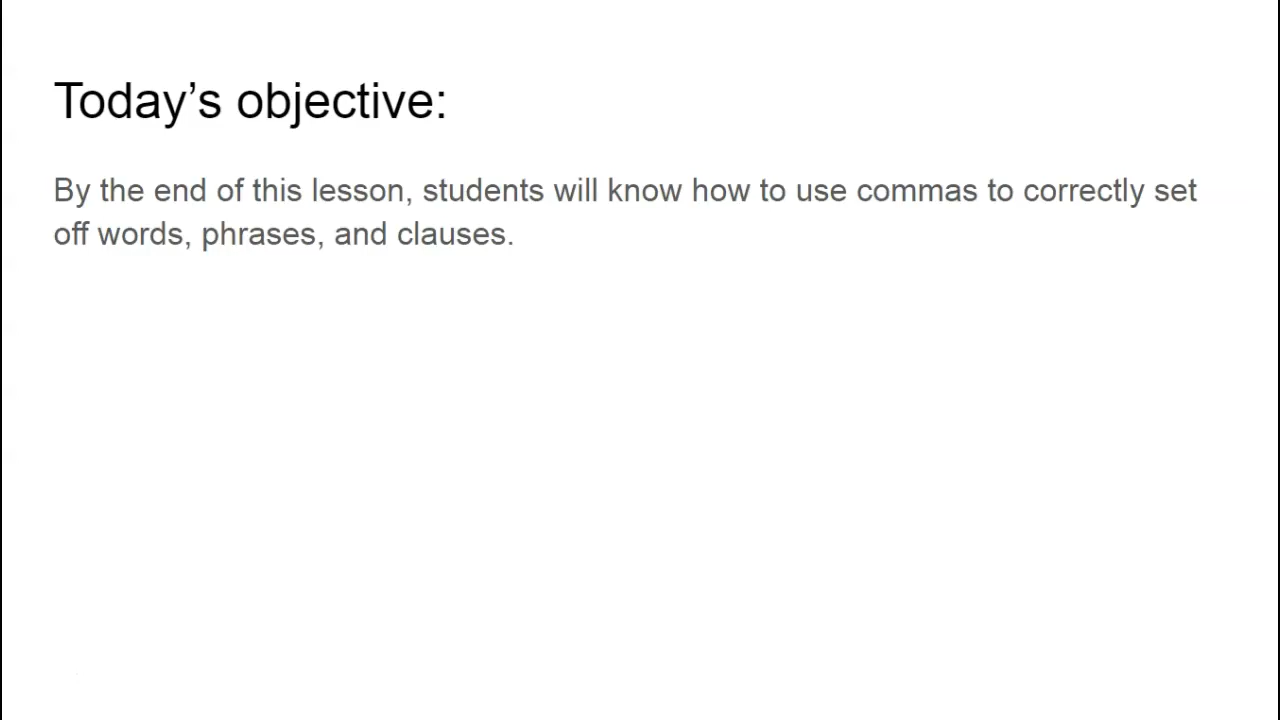 Today’s objective:
By the end of this lesson, students will know how to use commas to correctly set
off words, phrases, and clauses.